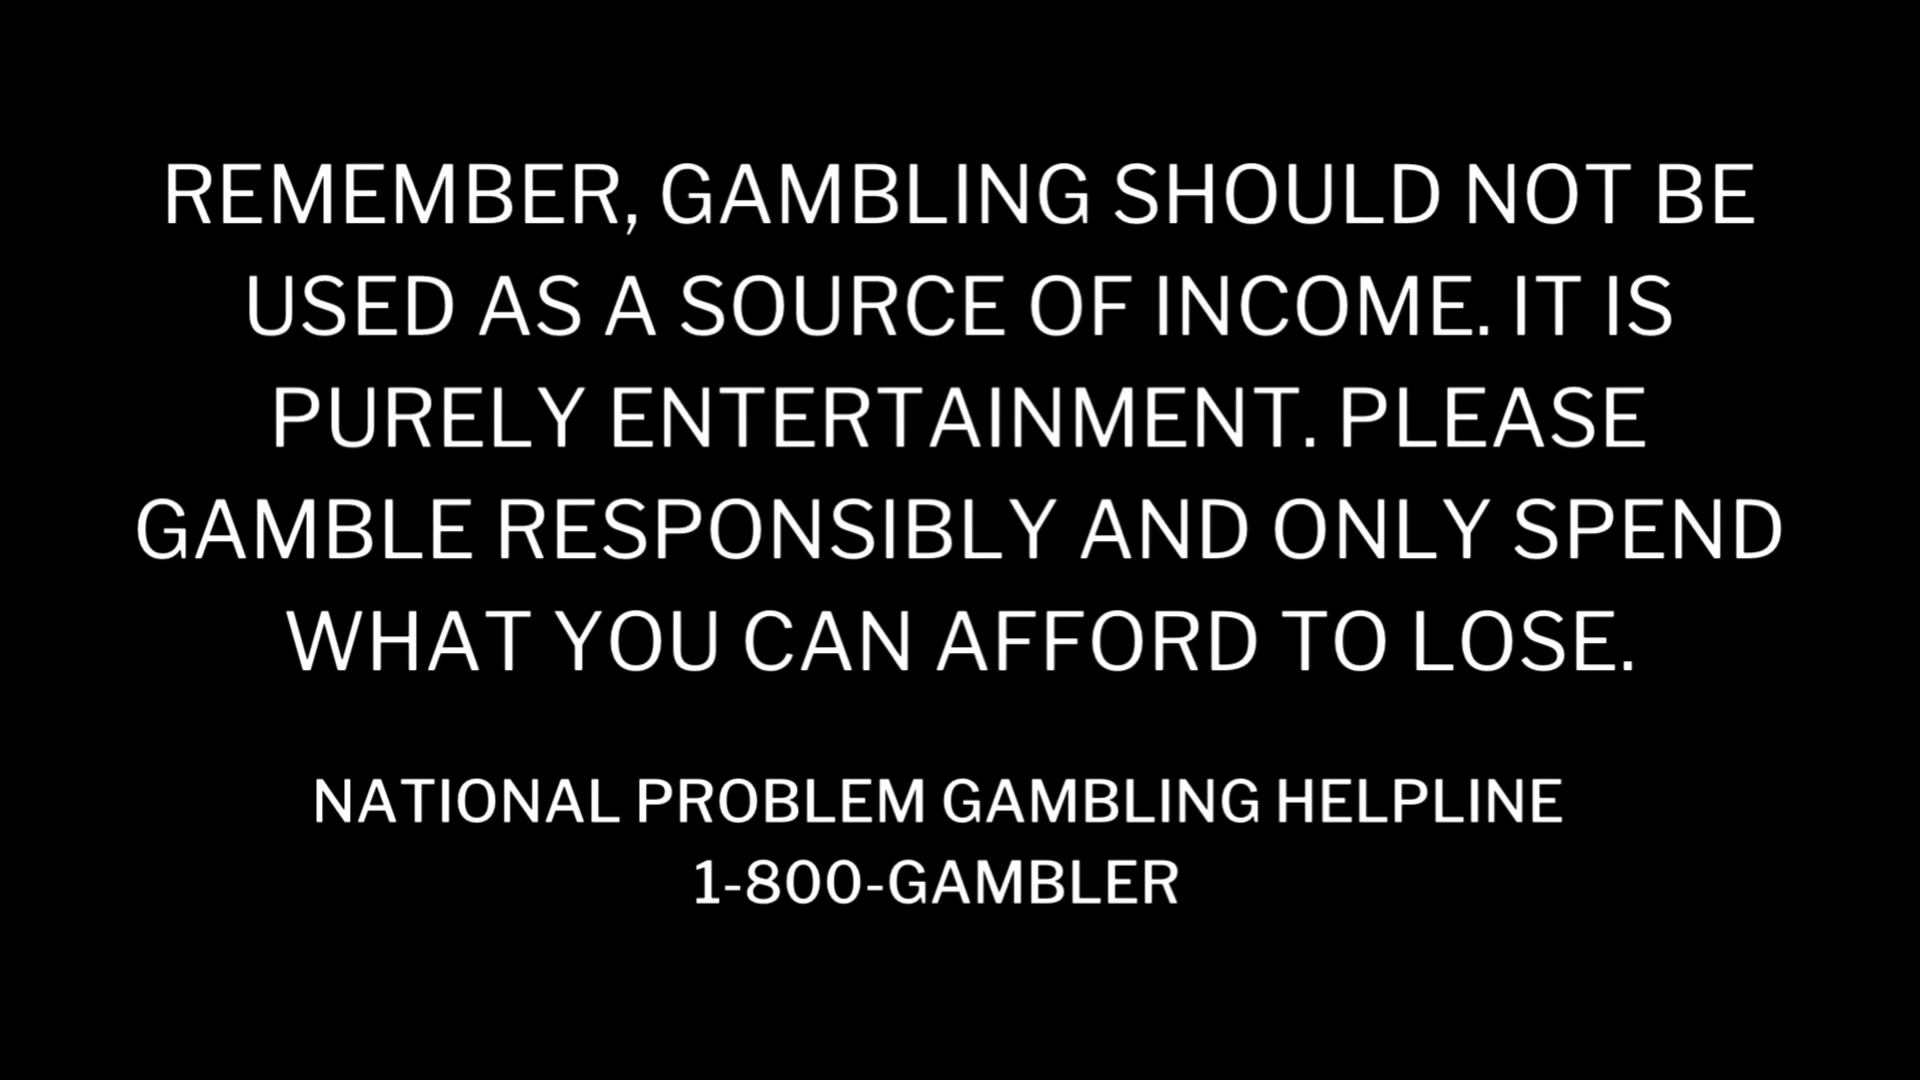 REMEMBER, GAMBLING SHOULD NOT BE
USED AS A SOURCE OF INCOME. IT IS
PURELY ENTERTAINMENT. PLEASE
GAMBLE RESPONSIBLY AND ONLY SPEND
WHAT YOU CAN AFFORD TO LOSE.
NATIONAL PROBLEM GAMBLING HELPLINE
1-800-GAMBLER